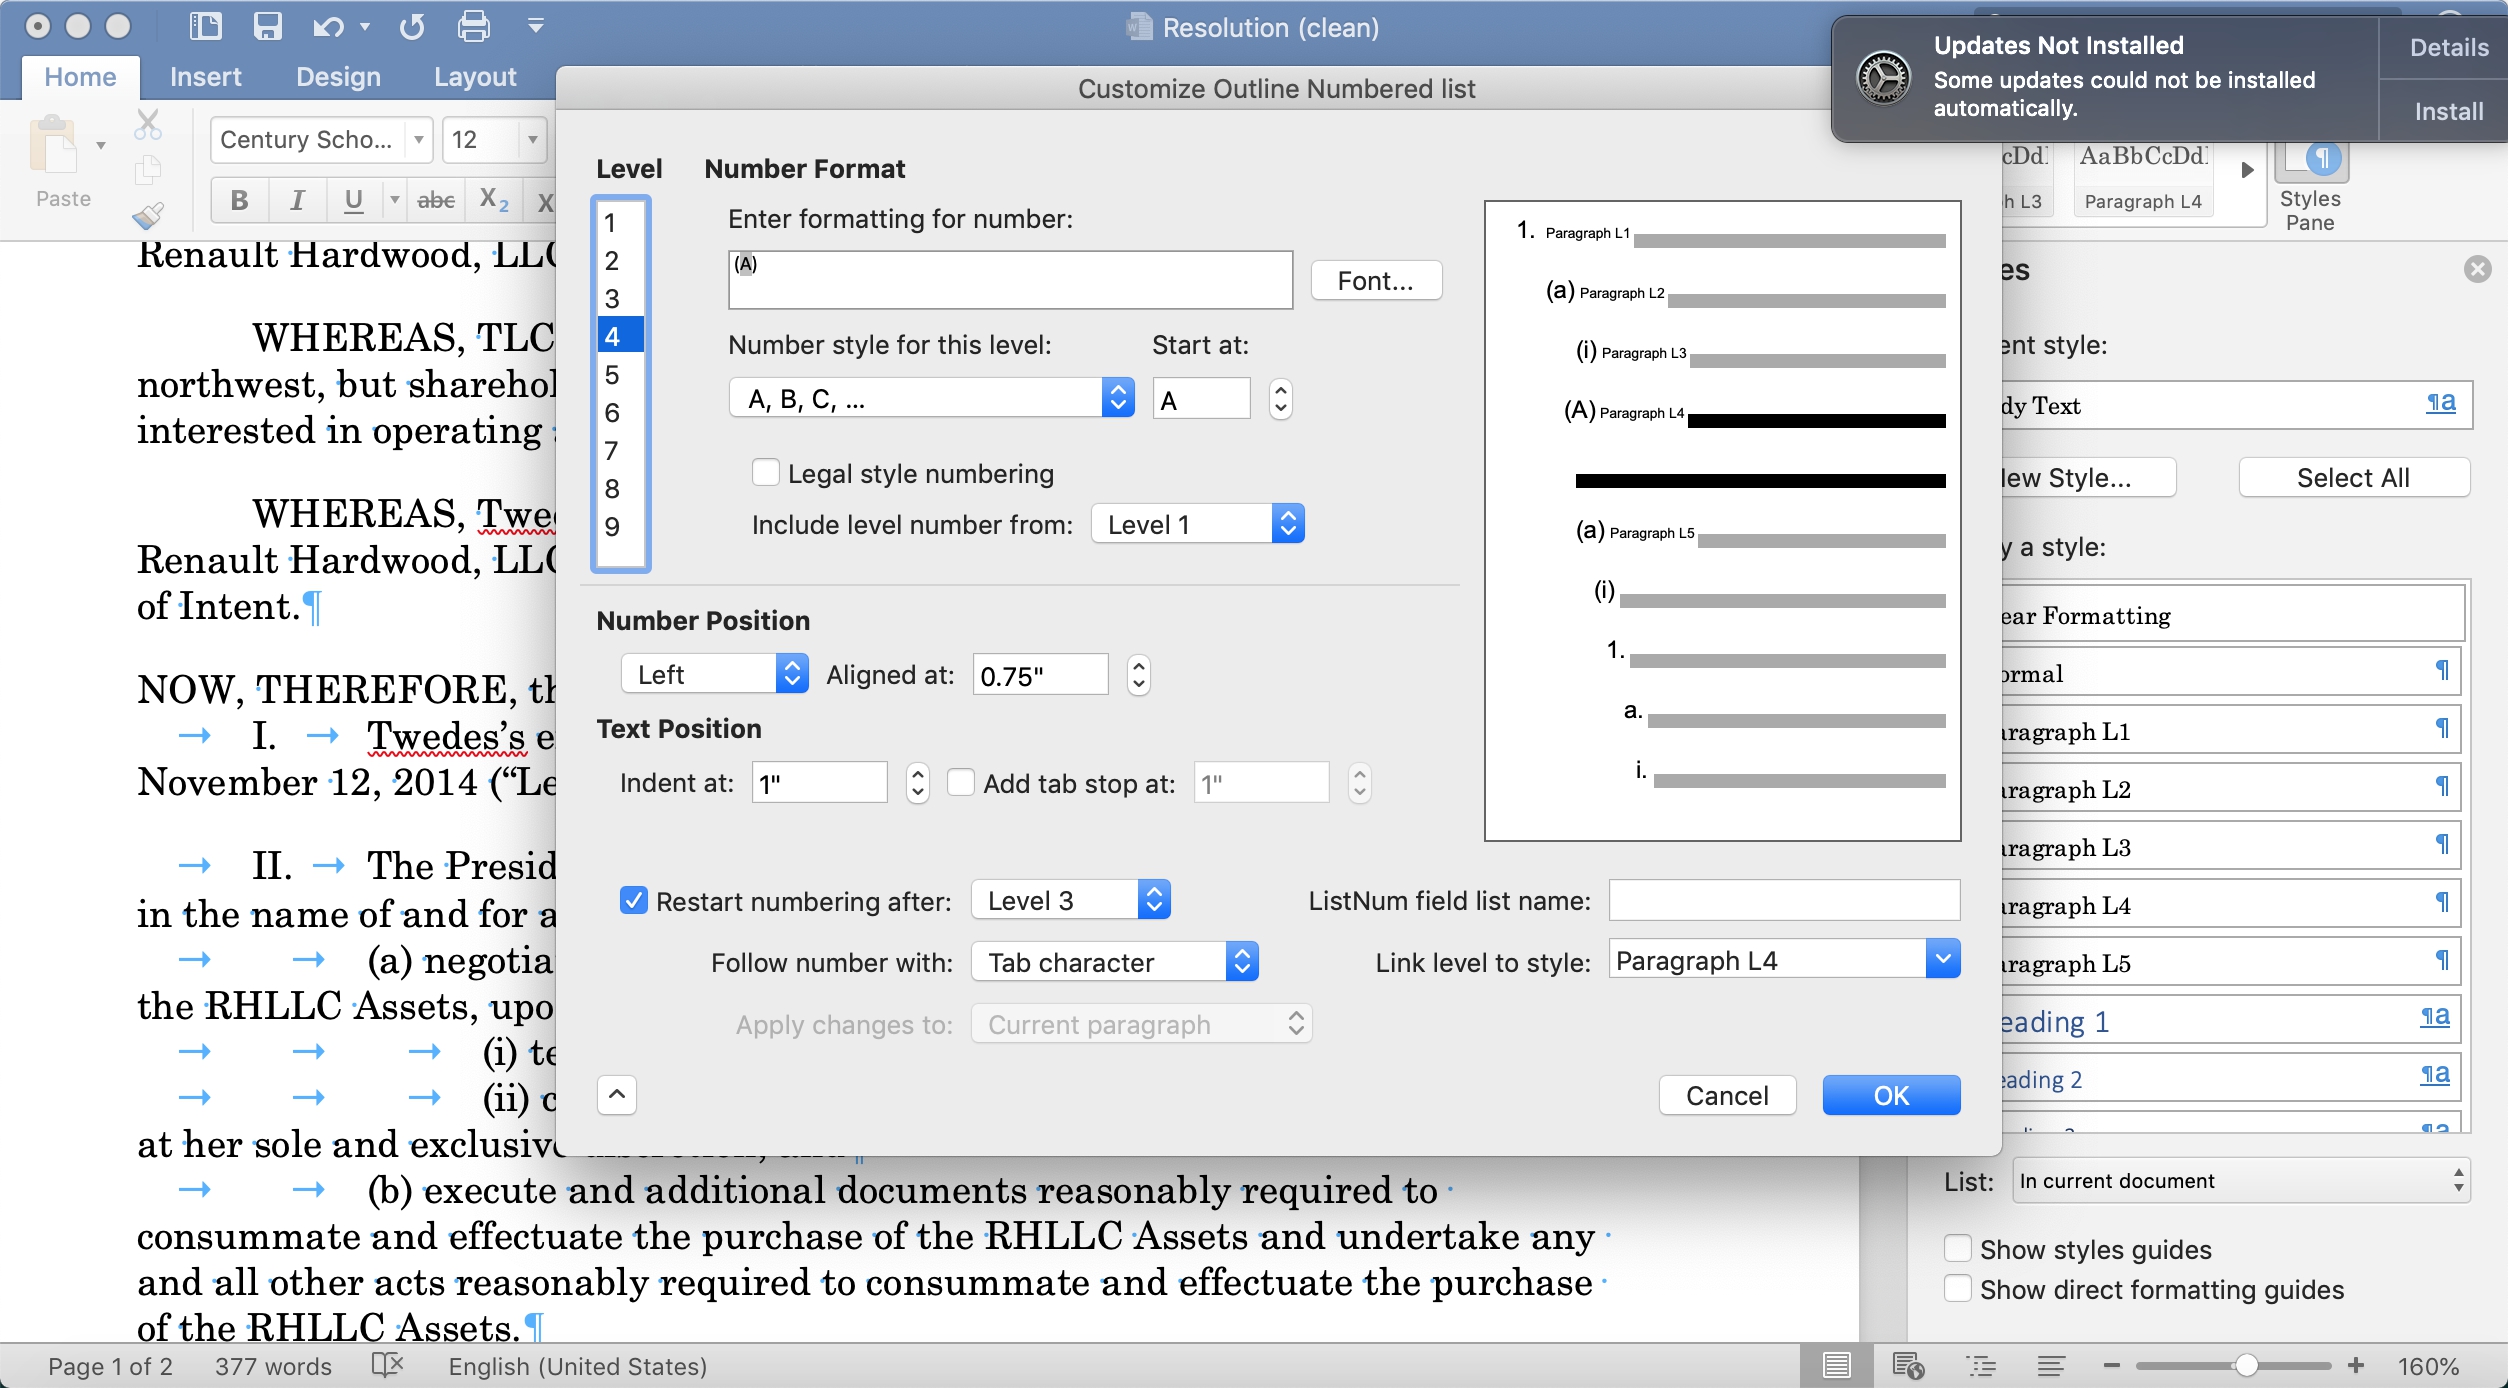 Resolution (clean)
Updates Not Installed
Some updates could not be installed
automatically.
Details
Install
Home
Insert
Design
Layout
Customize Outline Numbered list
Paste
Century Scho...
12
B
I
U
abc
X2
X
cDd
AaBbCcDd
h L3
Paragraph L4
Styles
Pane
Renault Hardwood, LLC
WHEREAS, TLC
northwest, but sharehol
interested in operating
WHEREAS, Twe
Renault Hardwood, LLC
of Intent.¶
NOW, THEREFORE, th
I. Twedes's e
November 12, 2014 ("Le
II. The Presid
in the name of and for a
(a) negotia
the RHLLC Assets, upo
(i) te
(ii) c
at her sole and exclusive discretion, and¶
(b) execute and additional documents reasonably required to
consummate and effectuate the purchase of the RHLLC Assets and undertake any
and all other acts reasonably required to consummate and effectuate the purchase
of the RHLLC Assets.¶
Level
1
2
3
4
5
6
7
8
9
Number Format
Enter formatting for number:
(A)
Font...
Number style for this level:
Start at:
A, B, C, ...
A
Legal style numbering
Include level number from:
Level 1
Number Position
Left
Aligned at:
0.75"
Text Position
Indent at:
1"
Add tab stop at:
1"
Restart numbering after:
Level 3
Follow number with:
Tab character
Apply changes to:
Current paragraph
ListNum field list name:
Link level to style:
Paragraph L4
Cancel
OK
1. Paragraph L1
(a) Paragraph L2
(i) Paragraph L3
(A) Paragraph L4
(a) Paragraph L5
(i)
1.
a.
i.
es
ent style:
dy Text
¶a
ew Style...
Select All
y a style:
ear Formatting
ormal ¶
aragraph L1 ¶
aragraph L2 ¶
aragraph L3 ¶
aragraph L4 ¶
aragraph L5 ¶
eading 1 ¶a
eading 2 ¶a
List:
In current document
Show styles guides
Show direct formatting guides
Page 1 of 2
377 words
English (United States)
160%